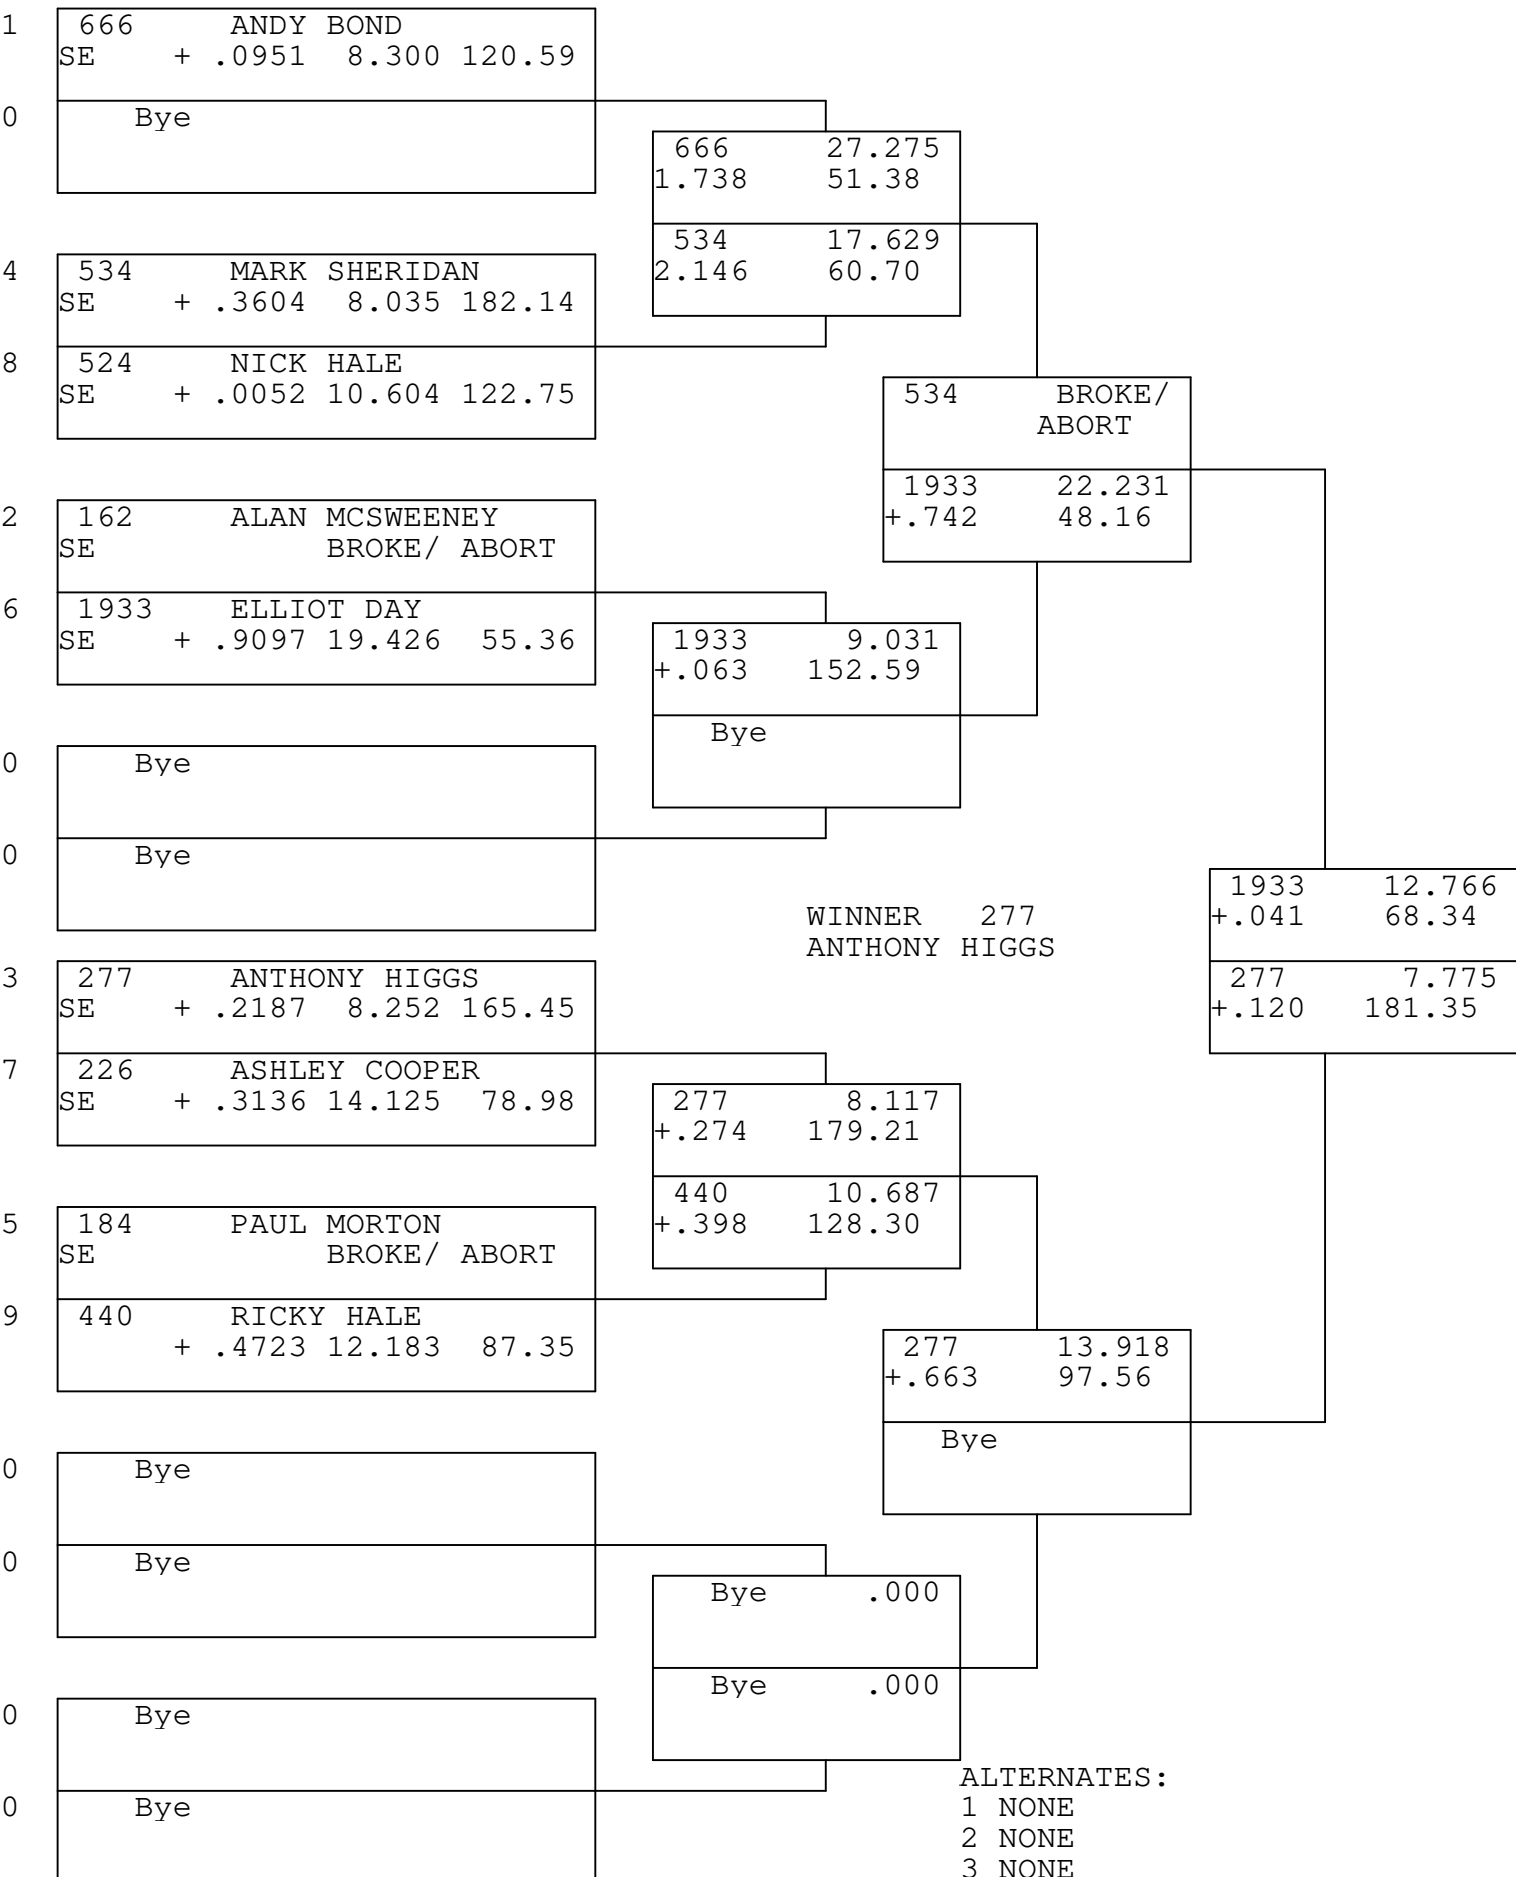 1 666 ANDY BOND
SE + .0951 8.300 120.59
0 Bye
666 27.275
1.738 51.38
534 17.629
2.146 60.70
4 534 MARK SHERIDAN
SE + .3604 8.035 182.14
8 524 NICK HALE
SE + .0052 10.604 122.75
534 BROKE/
ABORT
1933 22.231
+.742 48.16
2 162 ALAN MCSWEENEY
SE BROKE/ ABORT
6 1933 ELLIOT DAY
SE + .9097 19.426 55.36
1933 9.031
+.063 152.59
Bye
0 Bye
0 Bye
1933 12.766
+.041 68.34
277 7.775
+.120 181.35
WINNER 277
ANTHONY HIGGS
3 277 ANTHONY HIGGS
SE + .2187 8.252 165.45
7 226 ASHLEY COOPER
SE + .3136 14.125 78.98
277 8.117
+.274 179.21
440 10.687
+.398 128.30
5 184 PAUL MORTON
SE BROKE/ ABORT
9 440 RICKY HALE
+ .4723 12.183 87.35
277 13.918
+.663 97.56
Bye
0 Bye
0 Bye
Bye .000
Bye .000
0 Bye
0 Bye
ALTERNATES:
1 NONE
2 NONE
3 NONE